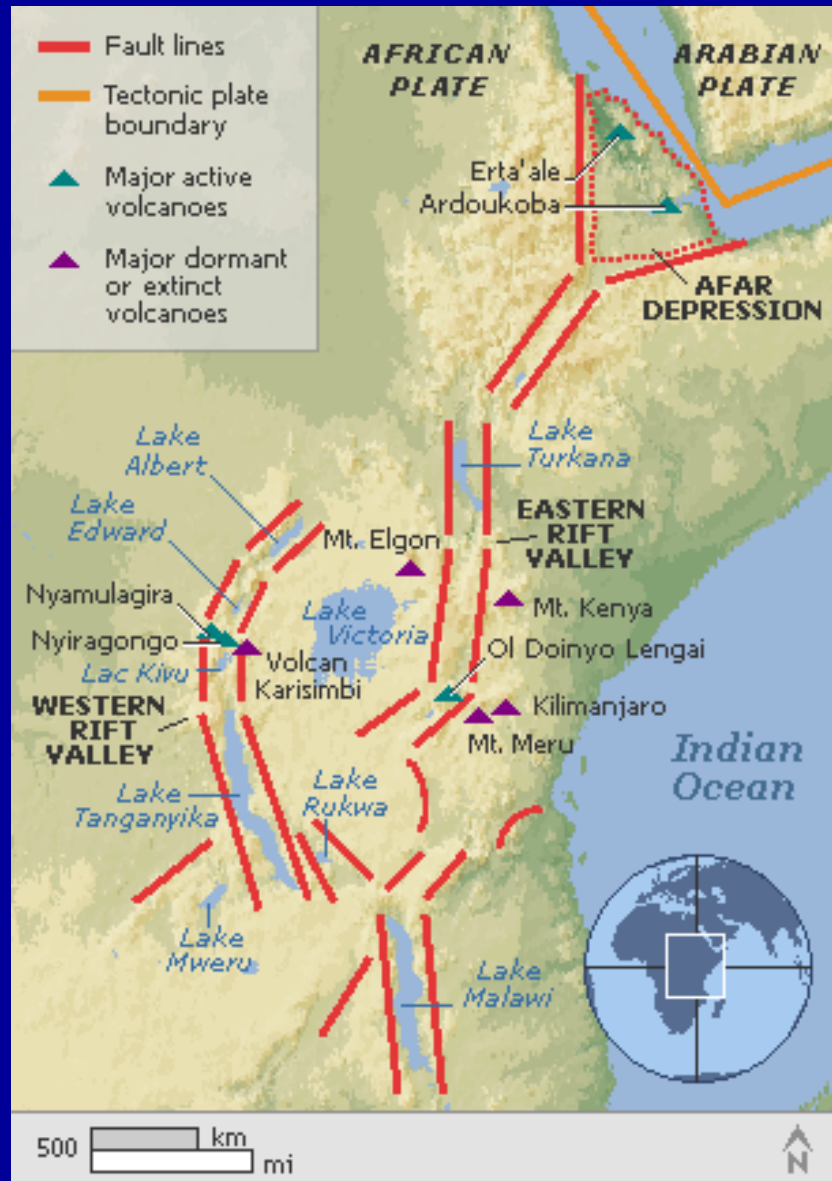 Fault lines
Tectonic plate
boundary
Major active
volcanoes
Major dormant
or extinct
volcanoes
AFRICAN
PLATE
ARABIAN
PLATE
Erta'ale
Ardoukoba
AFAR
DEPRESSION
Lake
Albert
Lake
Turkana
Lake
Edward
EASTERN
RIFT
VALLEY
Mt. Elgon
Nyamulagira
Mt. Kenya
Lake
Victoria
Nyiragongo
Ol Doinyo Lengai
Lac Kivu
Volcan
Karisimbi
WESTERN
RIFT
VALLEY
Kilimanjaro
Mt. Meru
Indian
Ocean
Lake
Tanganyika
Lake
Rukwa
Lake
Mweru
Lake
Malawi
500
km
mi
N